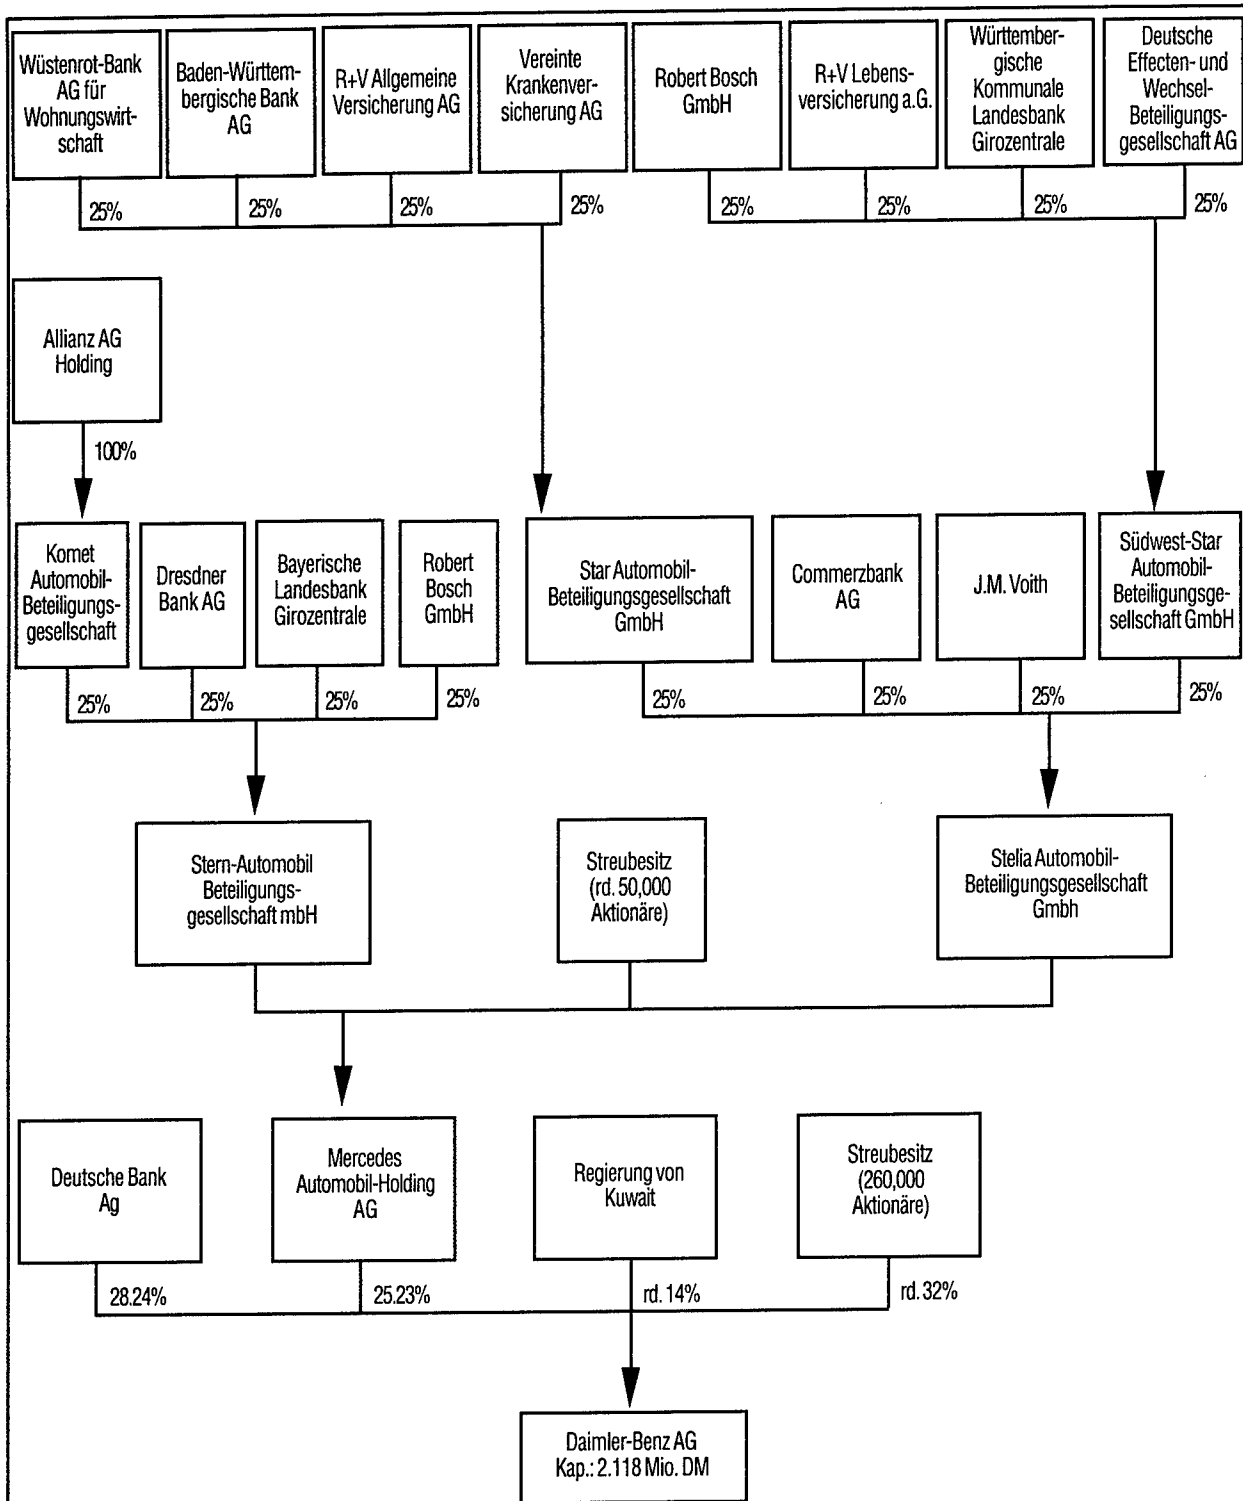 Wüstenrot-Bank
AG für
Wohnungswirt-
schaft
Baden-Württem-
bergische Bank
AG
R+V Allgemeine
Versicherung AG
Vereinte
Krankenver-
sicherung AG
Robert Bosch
GmbH
R+V Lebens-
versicherung a.G.
Württember-
gische
Kommunale
Landesbank
Girozentrale
Deutsche
Effecten- und
Wechsel-
Beteiligungs-
gesellschaft AG
25%
25%
25%
25%
25%
25%
25%
25%
Allianz AG
Holding
100%
Komet
Automobil-
Beteiligungs-
gesellschaft
Dresdner
Bank AG
Bayerische
Landesbank
Girozentrale
Robert
Bosch
GmbH
Star Automobil-
Beteiligungsgesellschaft
GmbH
Commerzbank
AG
J.M. Voith
Südwest-Star
Automobil-
Beteiligungsge-
sellschaft GmbH
25%
25%
25%
25%
25%
25%
25%
25%
Stern-Automobil
Beteiligungs-
gesellschaft mbH
Streubesitz
(rd. 50,000
Aktionäre)
Stelia Automobil-
Beteiligungsgesellschaft
Gmbh
Deutsche Bank
Ag
Mercedes
Automobil-Holding
AG
Regierung von
Kuwait
Streubesitz
(260,000
Aktionäre)
28.24%
25.23%
rd. 14%
rd. 32%
Daimler-Benz AG
Kap.: 2.118 Mio. DM